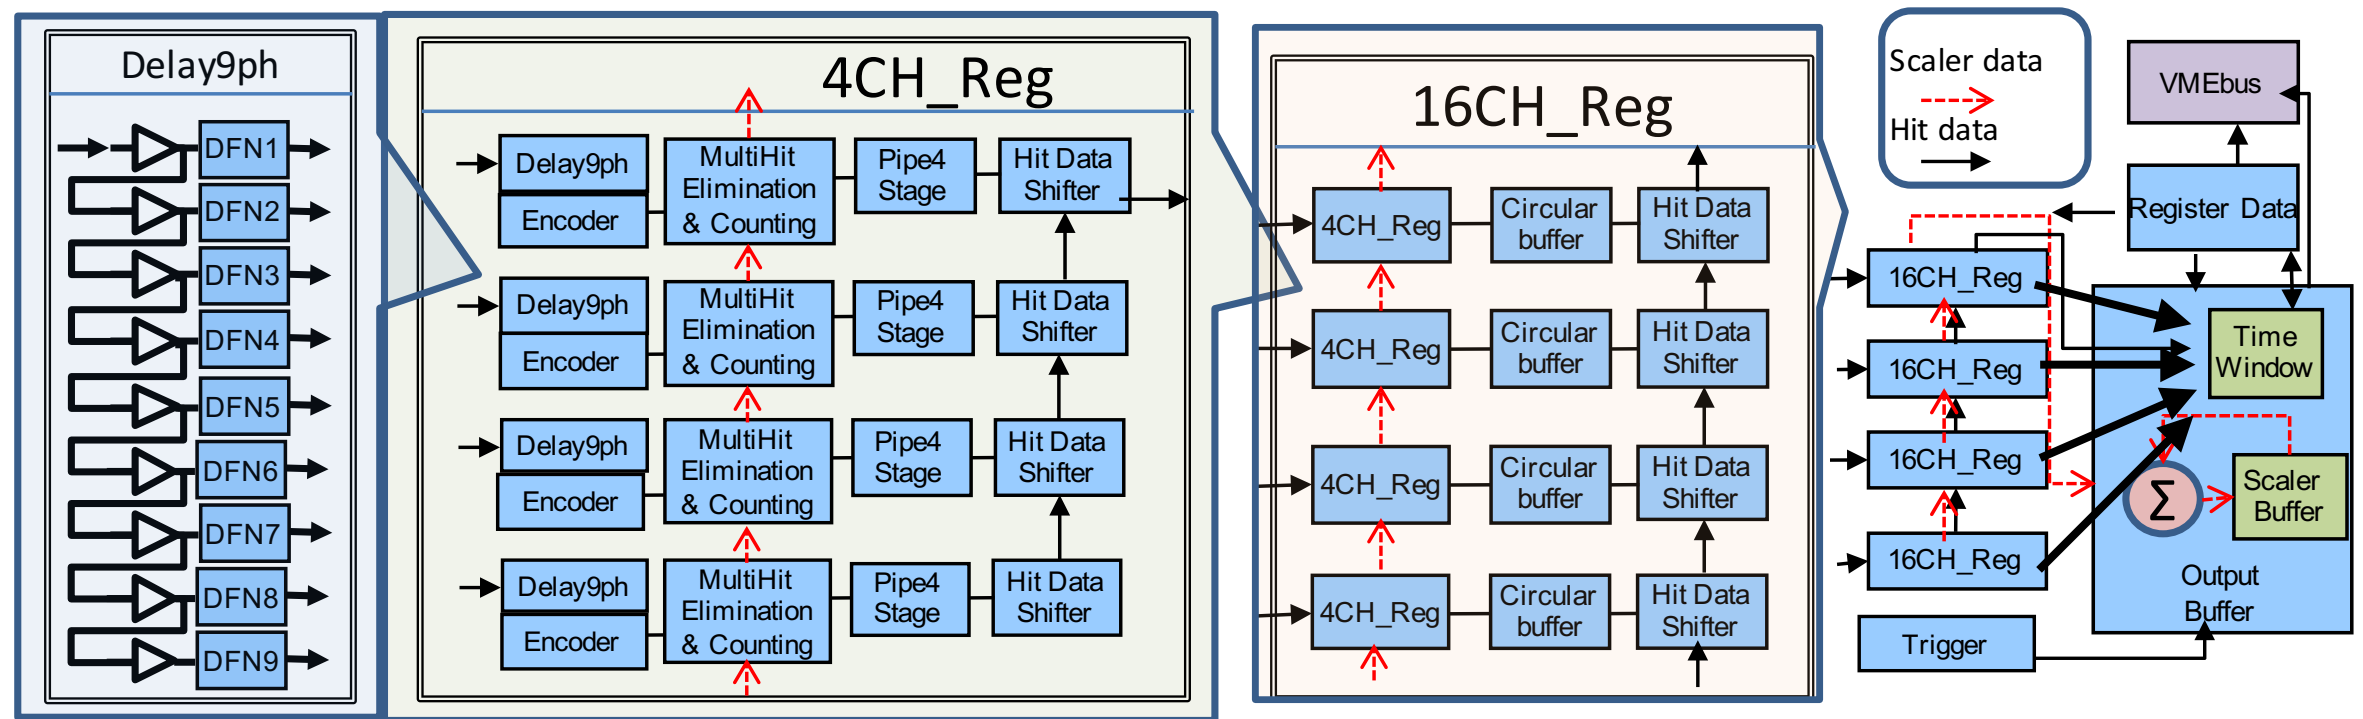 Delay9ph
DFN1
DFN2
DFN3
DFN4
DFN5
DFN6
DFN7
DFN8
DFN9
4CH_Reg
Delay9ph
Encoder
MultiHit
Elimination
& Counting
Pipe4
Stage
Hit Data
Shifter
Delay9ph
Encoder
MultiHit
Elimination
& Counting
Pipe4
Stage
Hit Data
Shifter
Delay9ph
Encoder
MultiHit
Elimination
& Counting
Pipe4
Stage
Hit Data
Shifter
Delay9ph
Encoder
MultiHit
Elimination
& Counting
Pipe4
Stage
Hit Data
Shifter
16CH_Reg
4CH_Reg
Circular
buffer
Hit Data
Shifter
4CH_Reg
Circular
buffer
Hit Data
Shifter
4CH_Reg
Circular
buffer
Hit Data
Shifter
4CH_Reg
Circular
buffer
Hit Data
Shifter
Scaler data
Hit data
VMEbus
Register Data
16CH_Reg
16CH_Reg
16CH_Reg
16CH_Reg
Trigger
Time
Window
Σ
Scaler
Buffer
Output
Buffer